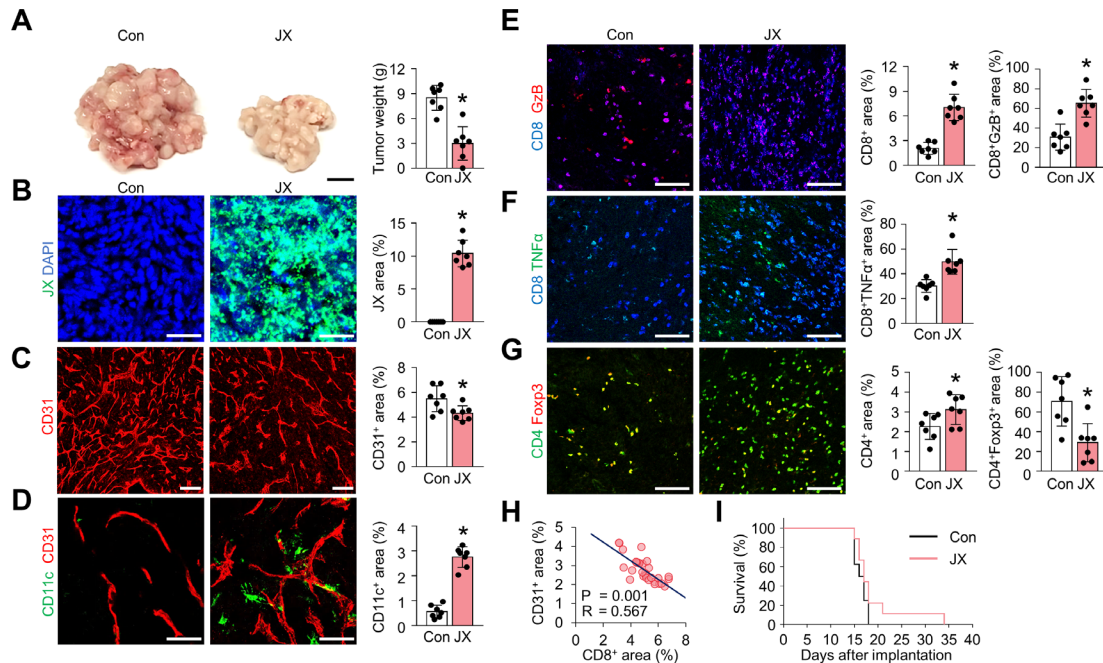 A
Con
JX
Tumor weight (g)
12
9
6
3
0
Con JX
*
B
Con
JX
JX DAPI
JX area (%)
15
10
5
0
Con JX
*
C
CD31
CD31⁺ area (%)
8
6
4
2
0
Con JX
*
D
CD11c CD31
CD11c⁺ area (%)
4
3
2
1
0
Con JX
*
E
Con
JX
CD8 GzB
CD8⁺ area (%)
12
9
6
3
0
Con JX
*
CD8⁺GzB⁺ area (%)
100
80
60
40
20
0
Con JX
*
F
CD8 TNFα
CD8⁺TNFα⁺ area (%)
80
60
40
20
0
Con JX
*
G
CD4 Foxp3
CD4⁺ area (%)
5
4
3
2
1
0
Con JX
*
CD4⁺Foxp3⁺ area (%)
100
80
60
40
20
0
Con JX
*
H
CD31⁺ area (%)
5
4
3
2
1
0
P = 0.001
R = 0.567
0 2 4 6 8
CD8⁺ area (%)
I
Survival (%)
100
80
60
40
20
0
Con
JX
0 5 10 15 20 25 30 35 40
Days after implantation